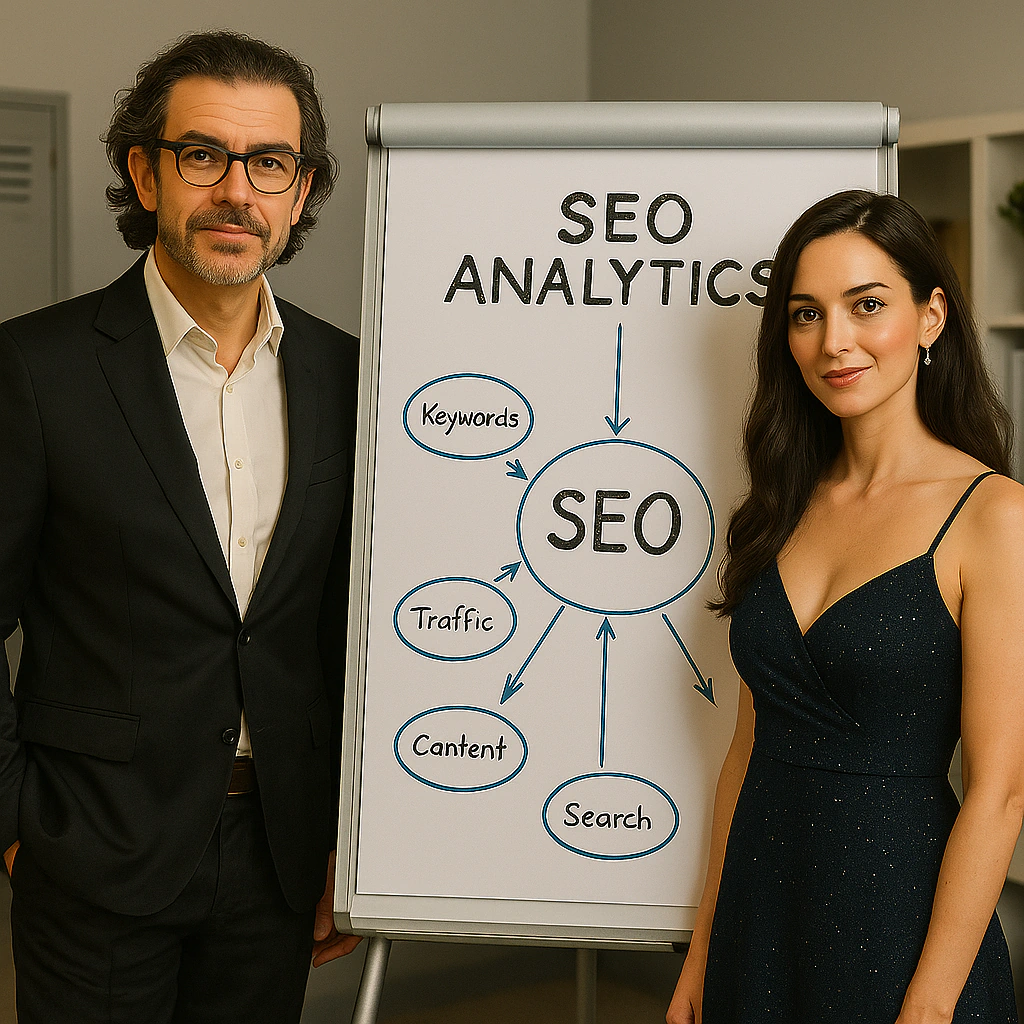 SEO
ANALYTICS
Keywords
SEO
Traffic
Cantent
Search